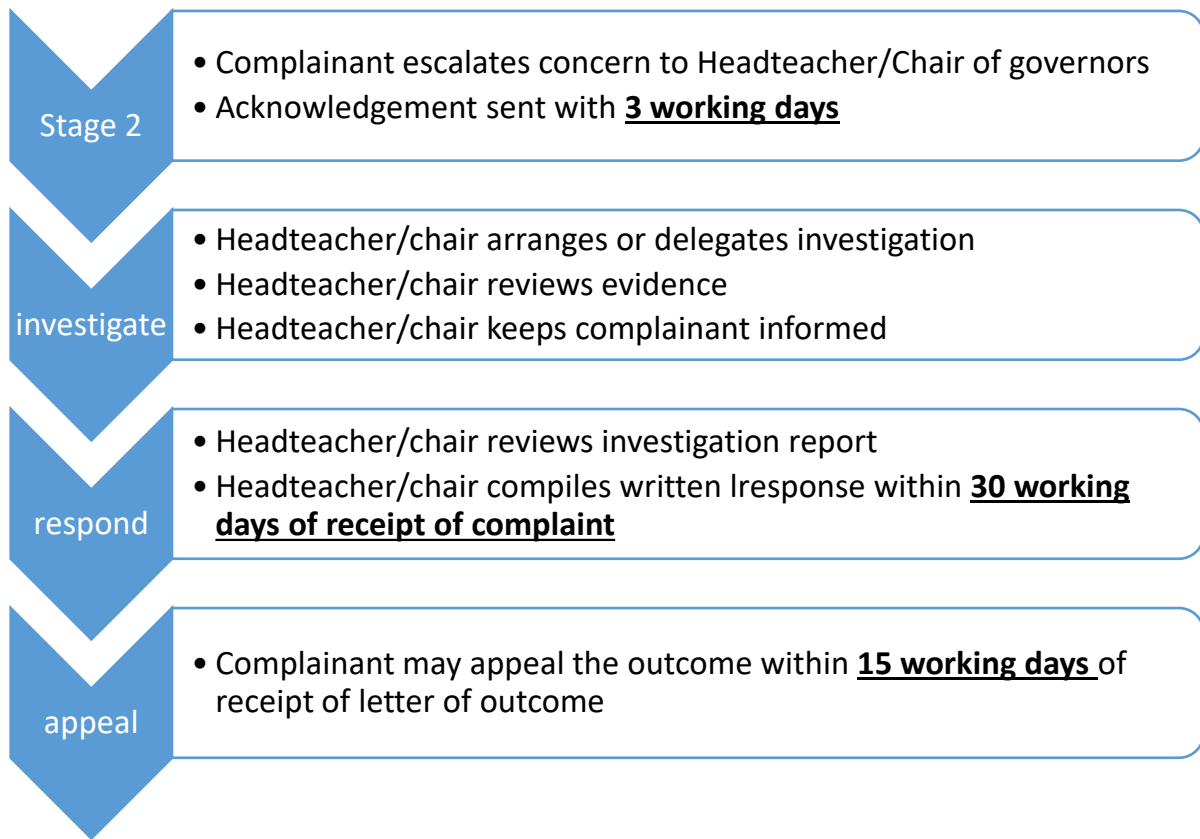 Stage 2
• Complainant escalates concern to Headteacher/Chair of governors
• Acknowledgement sent with 3 working days
investigate
• Headteacher/chair arranges or delegates investigation
• Headteacher/chair reviews evidence
• Headteacher/chair keeps complainant informed
respond
• Headteacher/chair reviews investigation report
• Headteacher/chair compiles written lresponse within 30 working
days of receipt of complaint
appeal
• Complainant may appeal the outcome within 15 working days of
receipt of letter of outcome